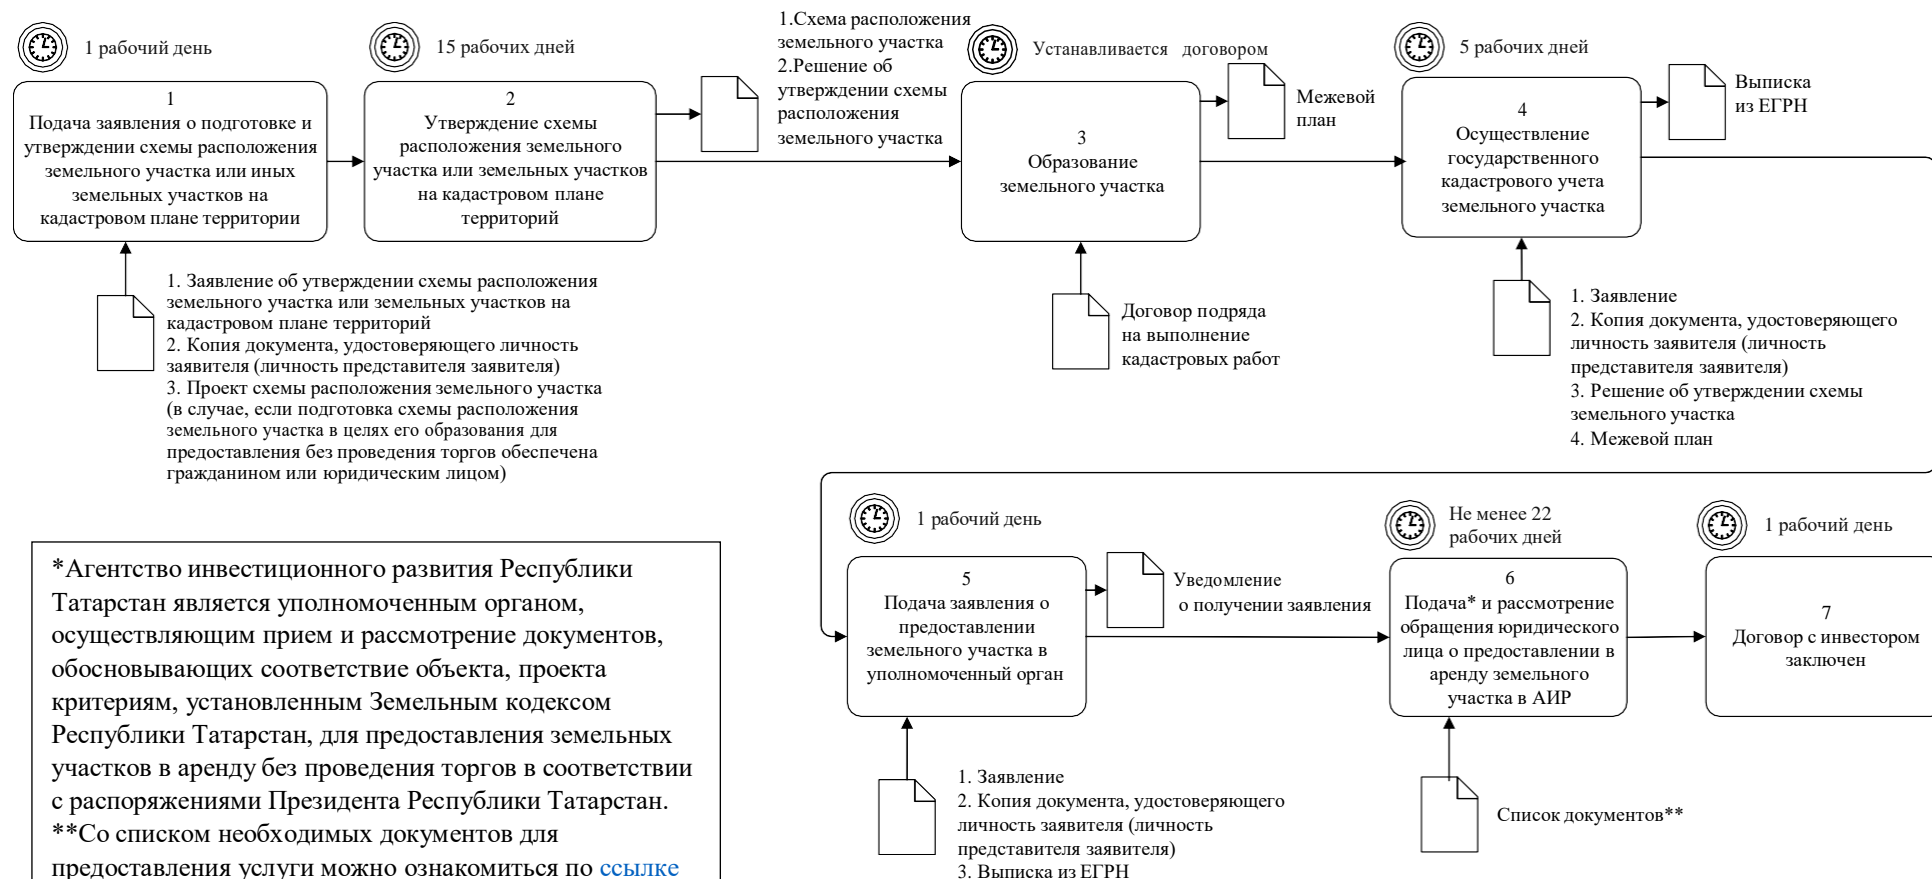 1 рабочий день
1
Подача заявления о подготовке и
утверждении схемы расположения
земельного участка или иных
земельных участков на
кадастровом плане территории
1. Заявление об утверждении схемы расположения
земельного участка или земельных участков на
кадастровом плане территорий
2. Копия документа, удостоверяющего личность
заявителя (личность представителя заявителя)
3. Проект схемы расположения земельного участка
(в случае, если подготовка схемы расположения
земельного участка в целях его образования для
предоставления без проведения торгов обеспечена
гражданином или юридическим лицом)
15 рабочих дней
2
Утверждение схемы
расположения земельного
участка или земельных участков
на кадастровом плане
территорий
1.Схема расположения
земельного участка
2.Решение об
утверждении схемы
расположения
земельного участка
Устанавливается договором
3
Образование
земельного участка
Межевой
план
Договор подряда
на выполнение
кадастровых работ
5 рабочих дней
4
Осуществление
государственного
кадастрового учета
земельного участка
Выписка
из ЕГРН
1. Заявление
2. Копия документа, удостоверяющего
личность заявителя (личность
представителя заявителя)
3. Решение об утверждении схемы
земельного участка
4. Межевой план
1 рабочий день
5
Подача заявления о
предоставлении
земельного участка в
уполномоченный орган
Уведомление
о получении заявления
1. Заявление
2. Копия документа, удостоверяющего
личность заявителя (личность
представителя заявителя)
3. Выписка из ЕГРН
Не менее 22
рабочих дней
6
Подача* и рассмотрение
обращения юридического
лица о предоставлении в
аренду земельного
участка в АИР
Список документов**
1 рабочий день
7
Договор с инвестором
заключен
*Агентство инвестиционного развития Республики
Татарстан является уполномоченным органом,
осуществляющим прием и рассмотрение документов,
обосновывающих соответствие объекта, проекта
критериям, установленным Земельным кодексом
Республики Татарстан, для предоставления земельных
участков в аренду без проведения торгов в соответствии
с распоряжениями Президента Республики Татарстан.
**Со списком необходимых документов для
предоставления услуги можно ознакомиться по ссылке